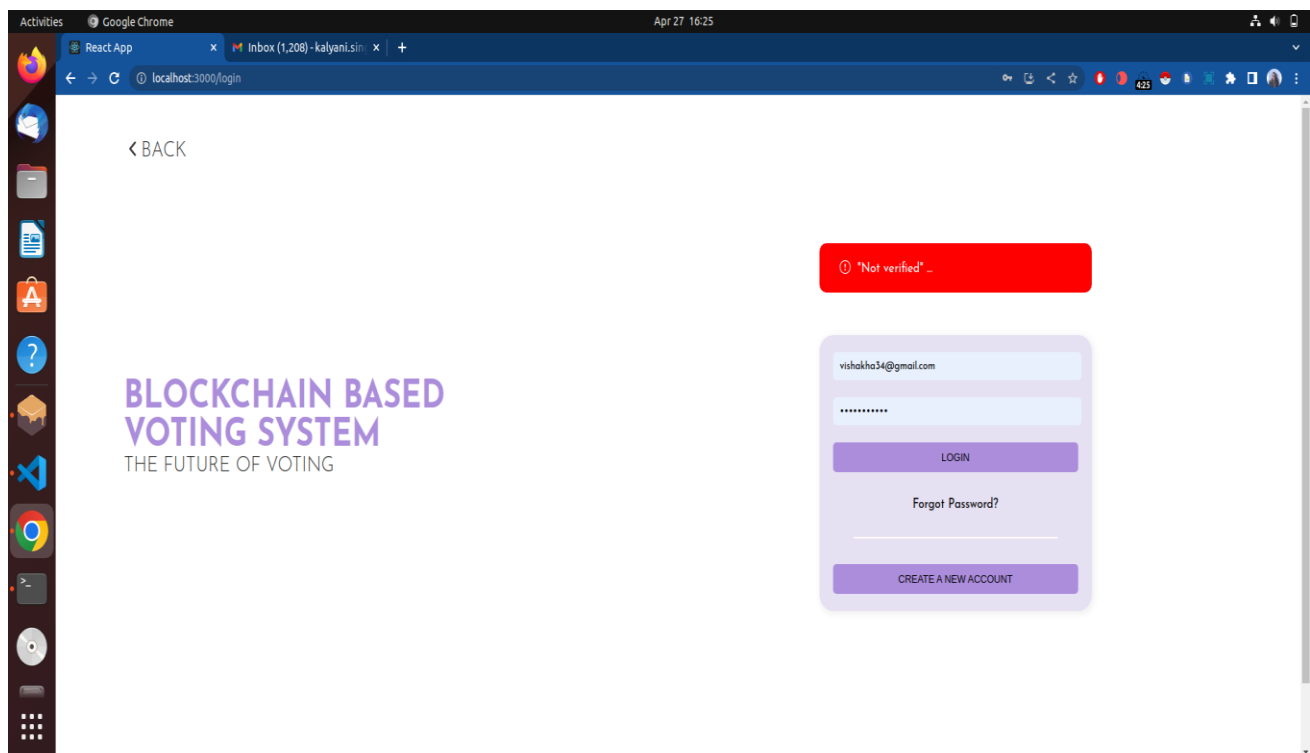 Activities Google Chrome Apr 27 16:25
React App x Inbox (1,208) - kalyani.sin x +
localhost:3000/login
4:25
BACK
"Not verified" ...
vishakha34@gmail.com
•••••••••••
BLOCKCHAIN BASED
VOTING SYSTEM
THE FUTURE OF VOTING
LOGIN
Forgot Password?
CREATE A NEW ACCOUNT